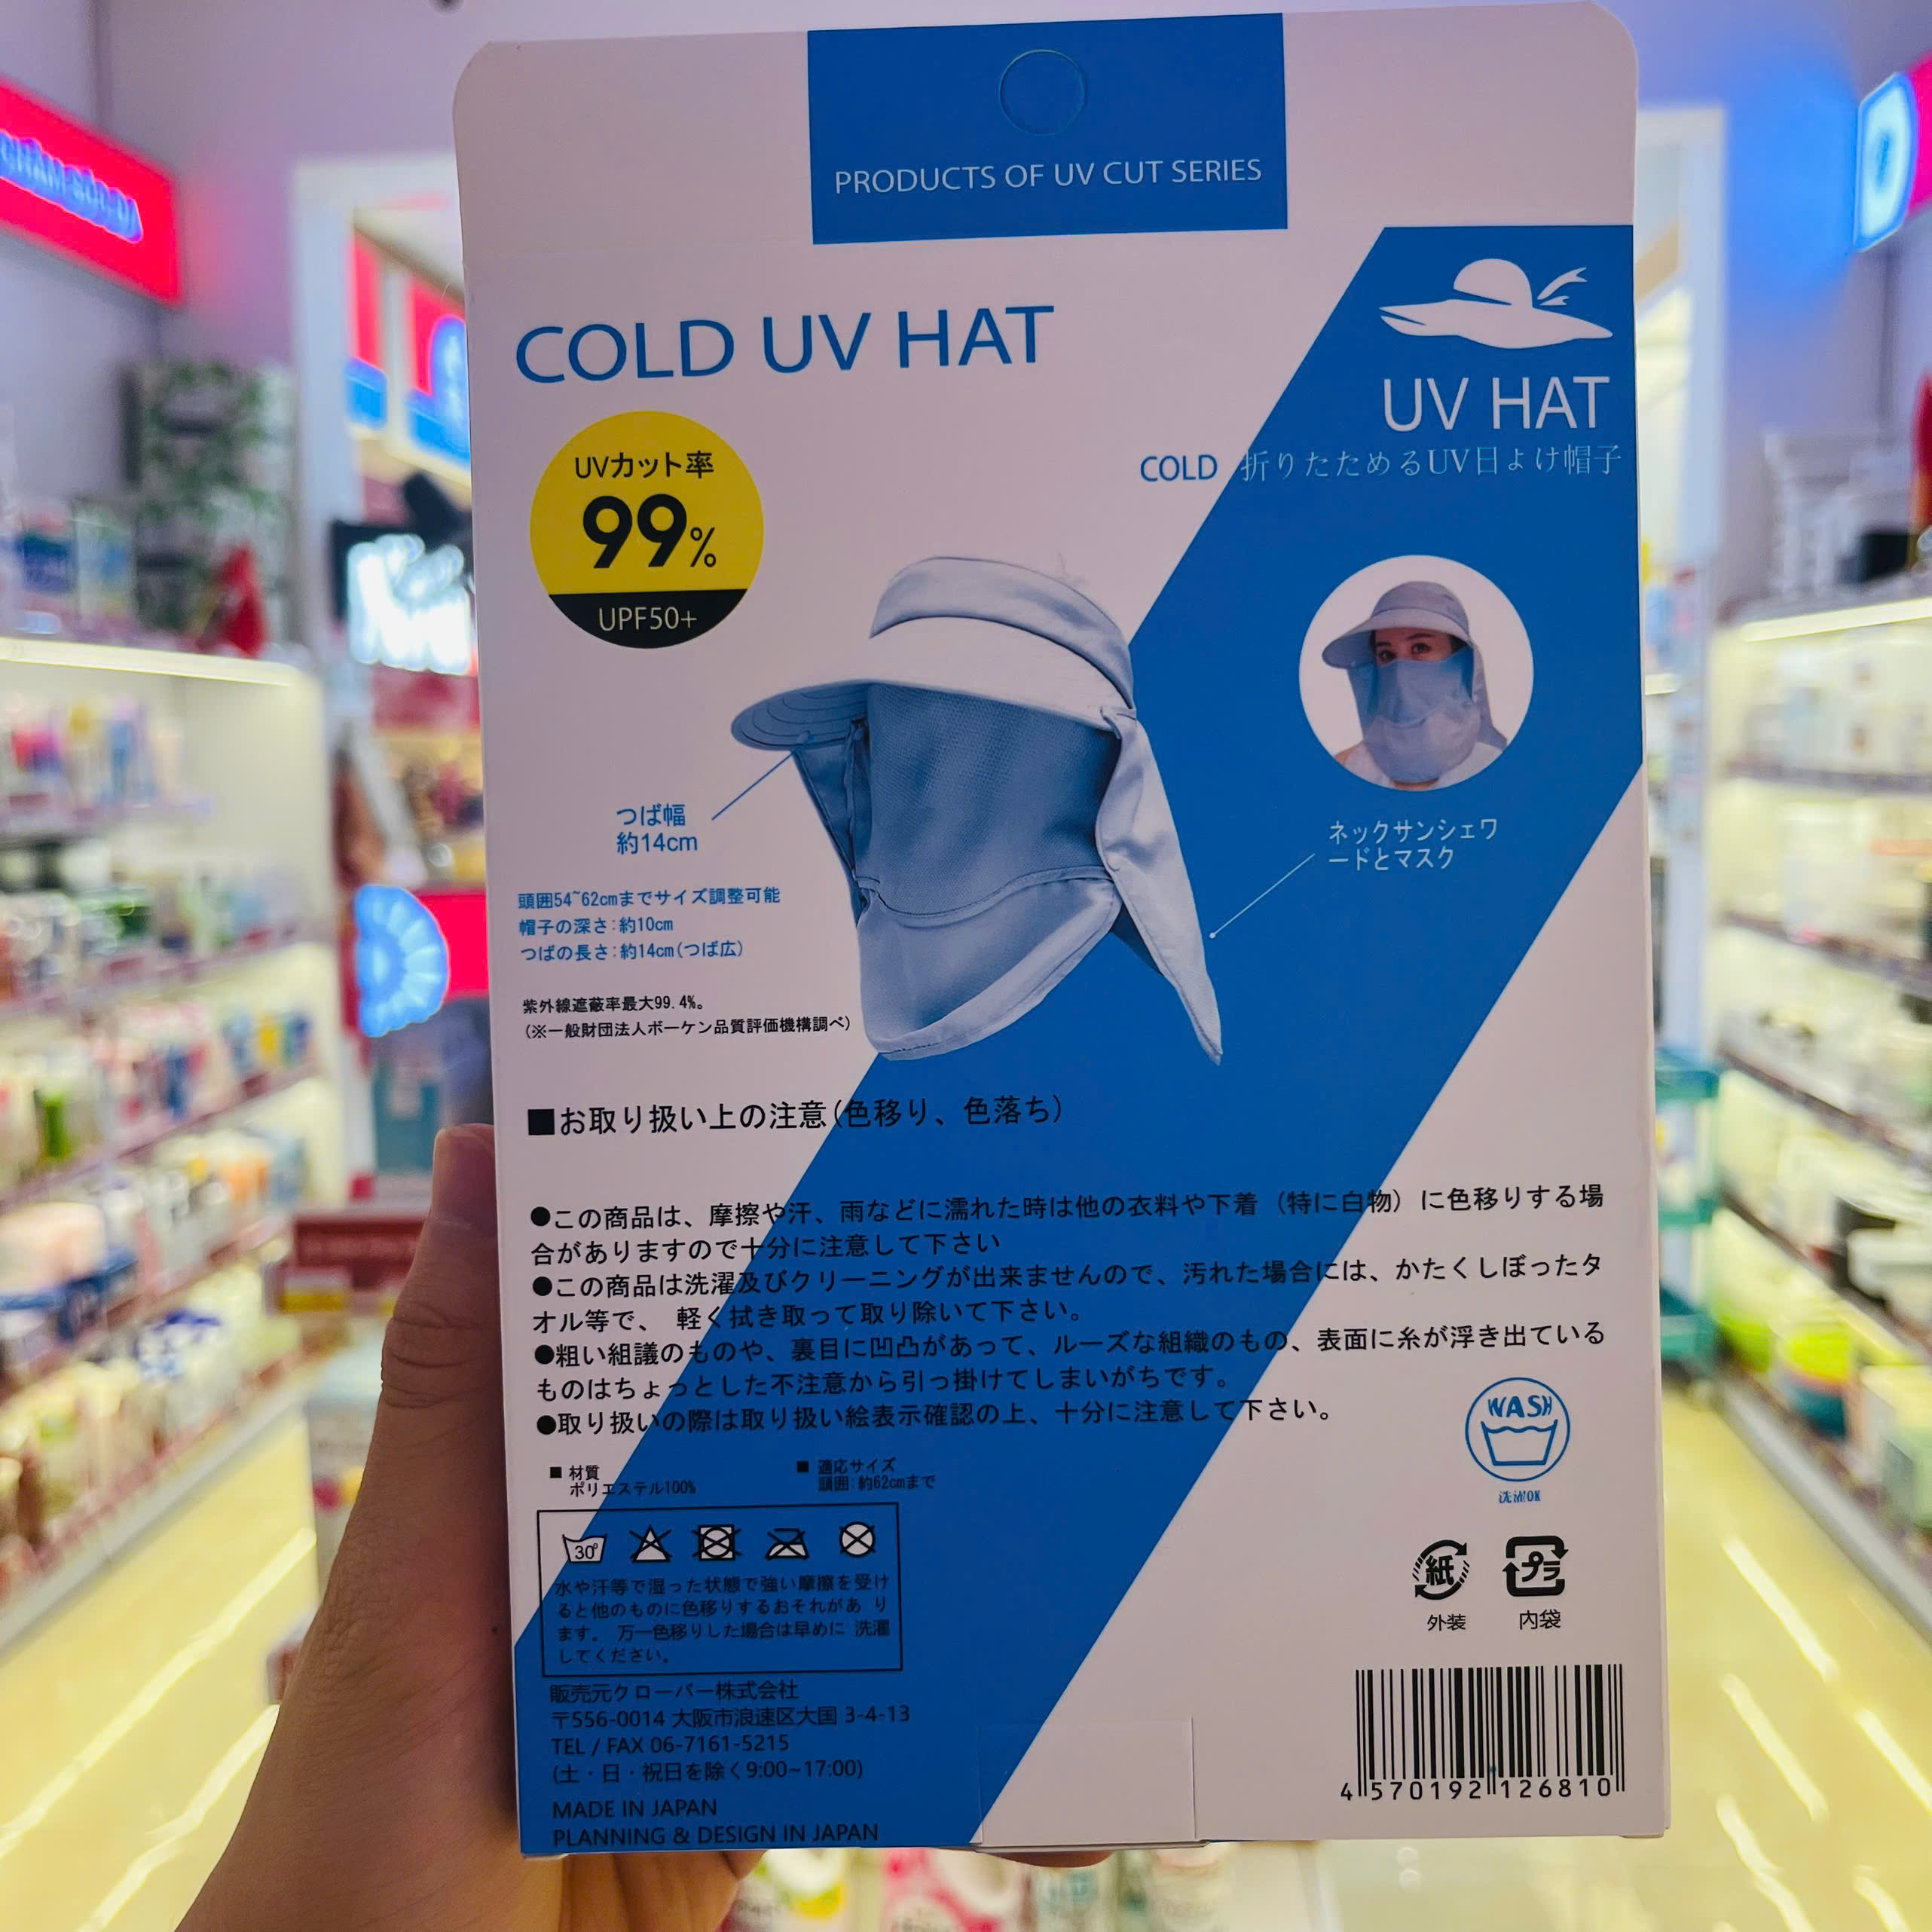 PRODUCTS OF UV CUT SERIES
COLD UV HAT
UV HAT
COLD 折りたためるUV日よけ帽子
UVカット率
99%
UPF50+
つば幅
約14cm
ネックサンシェワ
ードとマスク
頭囲54~62cmまでサイズ調整可能
帽子の深さ:約10cm
つばの長さ:約14cm(つば広)
紫外線遮蔽率最大99.4%。
(※一般財団法人ボーケン品質評価機構調べ)
■お取り扱い上の注意(色移り、色落ち)
●この商品は、摩擦や汗、雨などに濡れた時は他の衣料や下着 (特に白物) に色移りする場
合がありますので十分に注意して下さい
●この商品は洗濯及びクリーニングが出来ませんので、汚れた場合には、かたくしぼったタ
オル等で、 軽く拭き取って取り除いて下さい。
●粗い組議のものや、裏目に凹凸があって、ルーズな組織のもの、表面に糸が浮き出ている
ものはちょっとした不注意から引っ掛けてしまいがちです。
●取り扱いの際は取り扱い絵表示確認の上、十分に注意して下さい。
WASH
洗濯OK
■ 材質
ポリエステル100%
■ 適応サイズ
頭囲:約62cmまで
30°
水や汗等で湿った状態で強い摩擦を受け
ると他のものに色移りするおそれがあ り
ます。 万一色移りした場合は早めに 洗濯
してください。
紙
外装
プラ
内袋
販売元クローバー株式会社
〒556-0014 大阪市浪速区大国 3-4-13
TEL / FAX 06-7161-5215
(土・日・祝日を除く9:00~17:00)
MADE IN JAPAN
PLANNING & DESIGN IN JAPAN
4 570192 126810